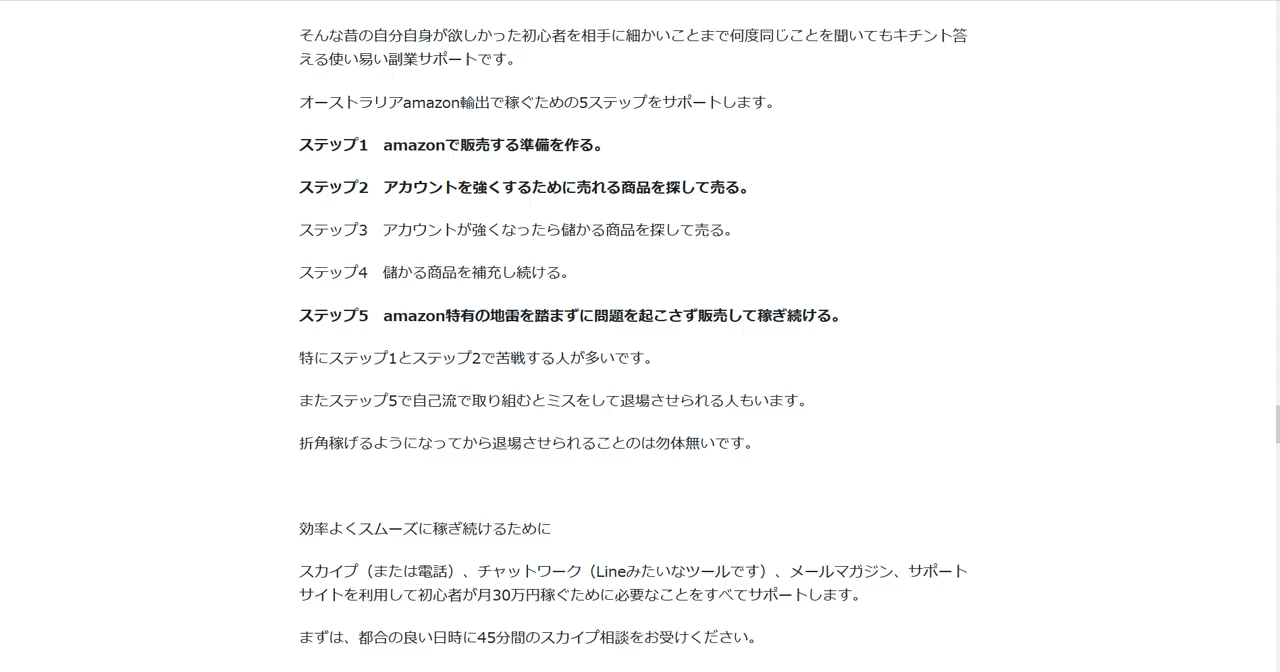 そんな昔の自分自身が欲しかった初心者を相手に細かいことまで何度同じことを聞いてもキチント答
える使い易い副業サポートです。
オーストラリアamazon輸出で稼ぐための5ステップをサポートします。
ステップ1　amazonで販売する準備を作る。
ステップ2　アカウントを強くするために売れる商品を探して売る。
ステップ3　アカウントが強くなったら儲かる商品を探して売る。
ステップ4　儲かる商品を補充し続ける。
ステップ5　amazon特有の地雷を踏まずに問題を起こさず販売して稼ぎ続ける。
特にステップ1とステップ2で苦戦する人が多いです。
またステップ5で自己流で取り組むとミスをして退場させられる人もいます。
折角稼げるようになってから退場させられることのは勿体無いです。
効率よくスムーズに稼ぎ続けるために
スカイプ（または電話）、チャットワーク（Lineみたいなツールです）、メールマガジン、サポート
サイトを利用して初心者が月30万円稼ぐために必要なことをすべてサポートします。
まずは、都合の良い日時に45分間のスカイプ相談をお受けください。